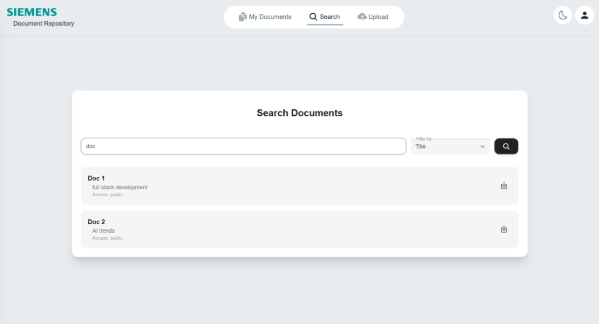 SIEMENS
Document Repository
My Documents
Search
Upload
Search Documents
Filter by
doc
Title
Doc 1
full stack development
Access: public
Doc 2
AI trends
Access: public